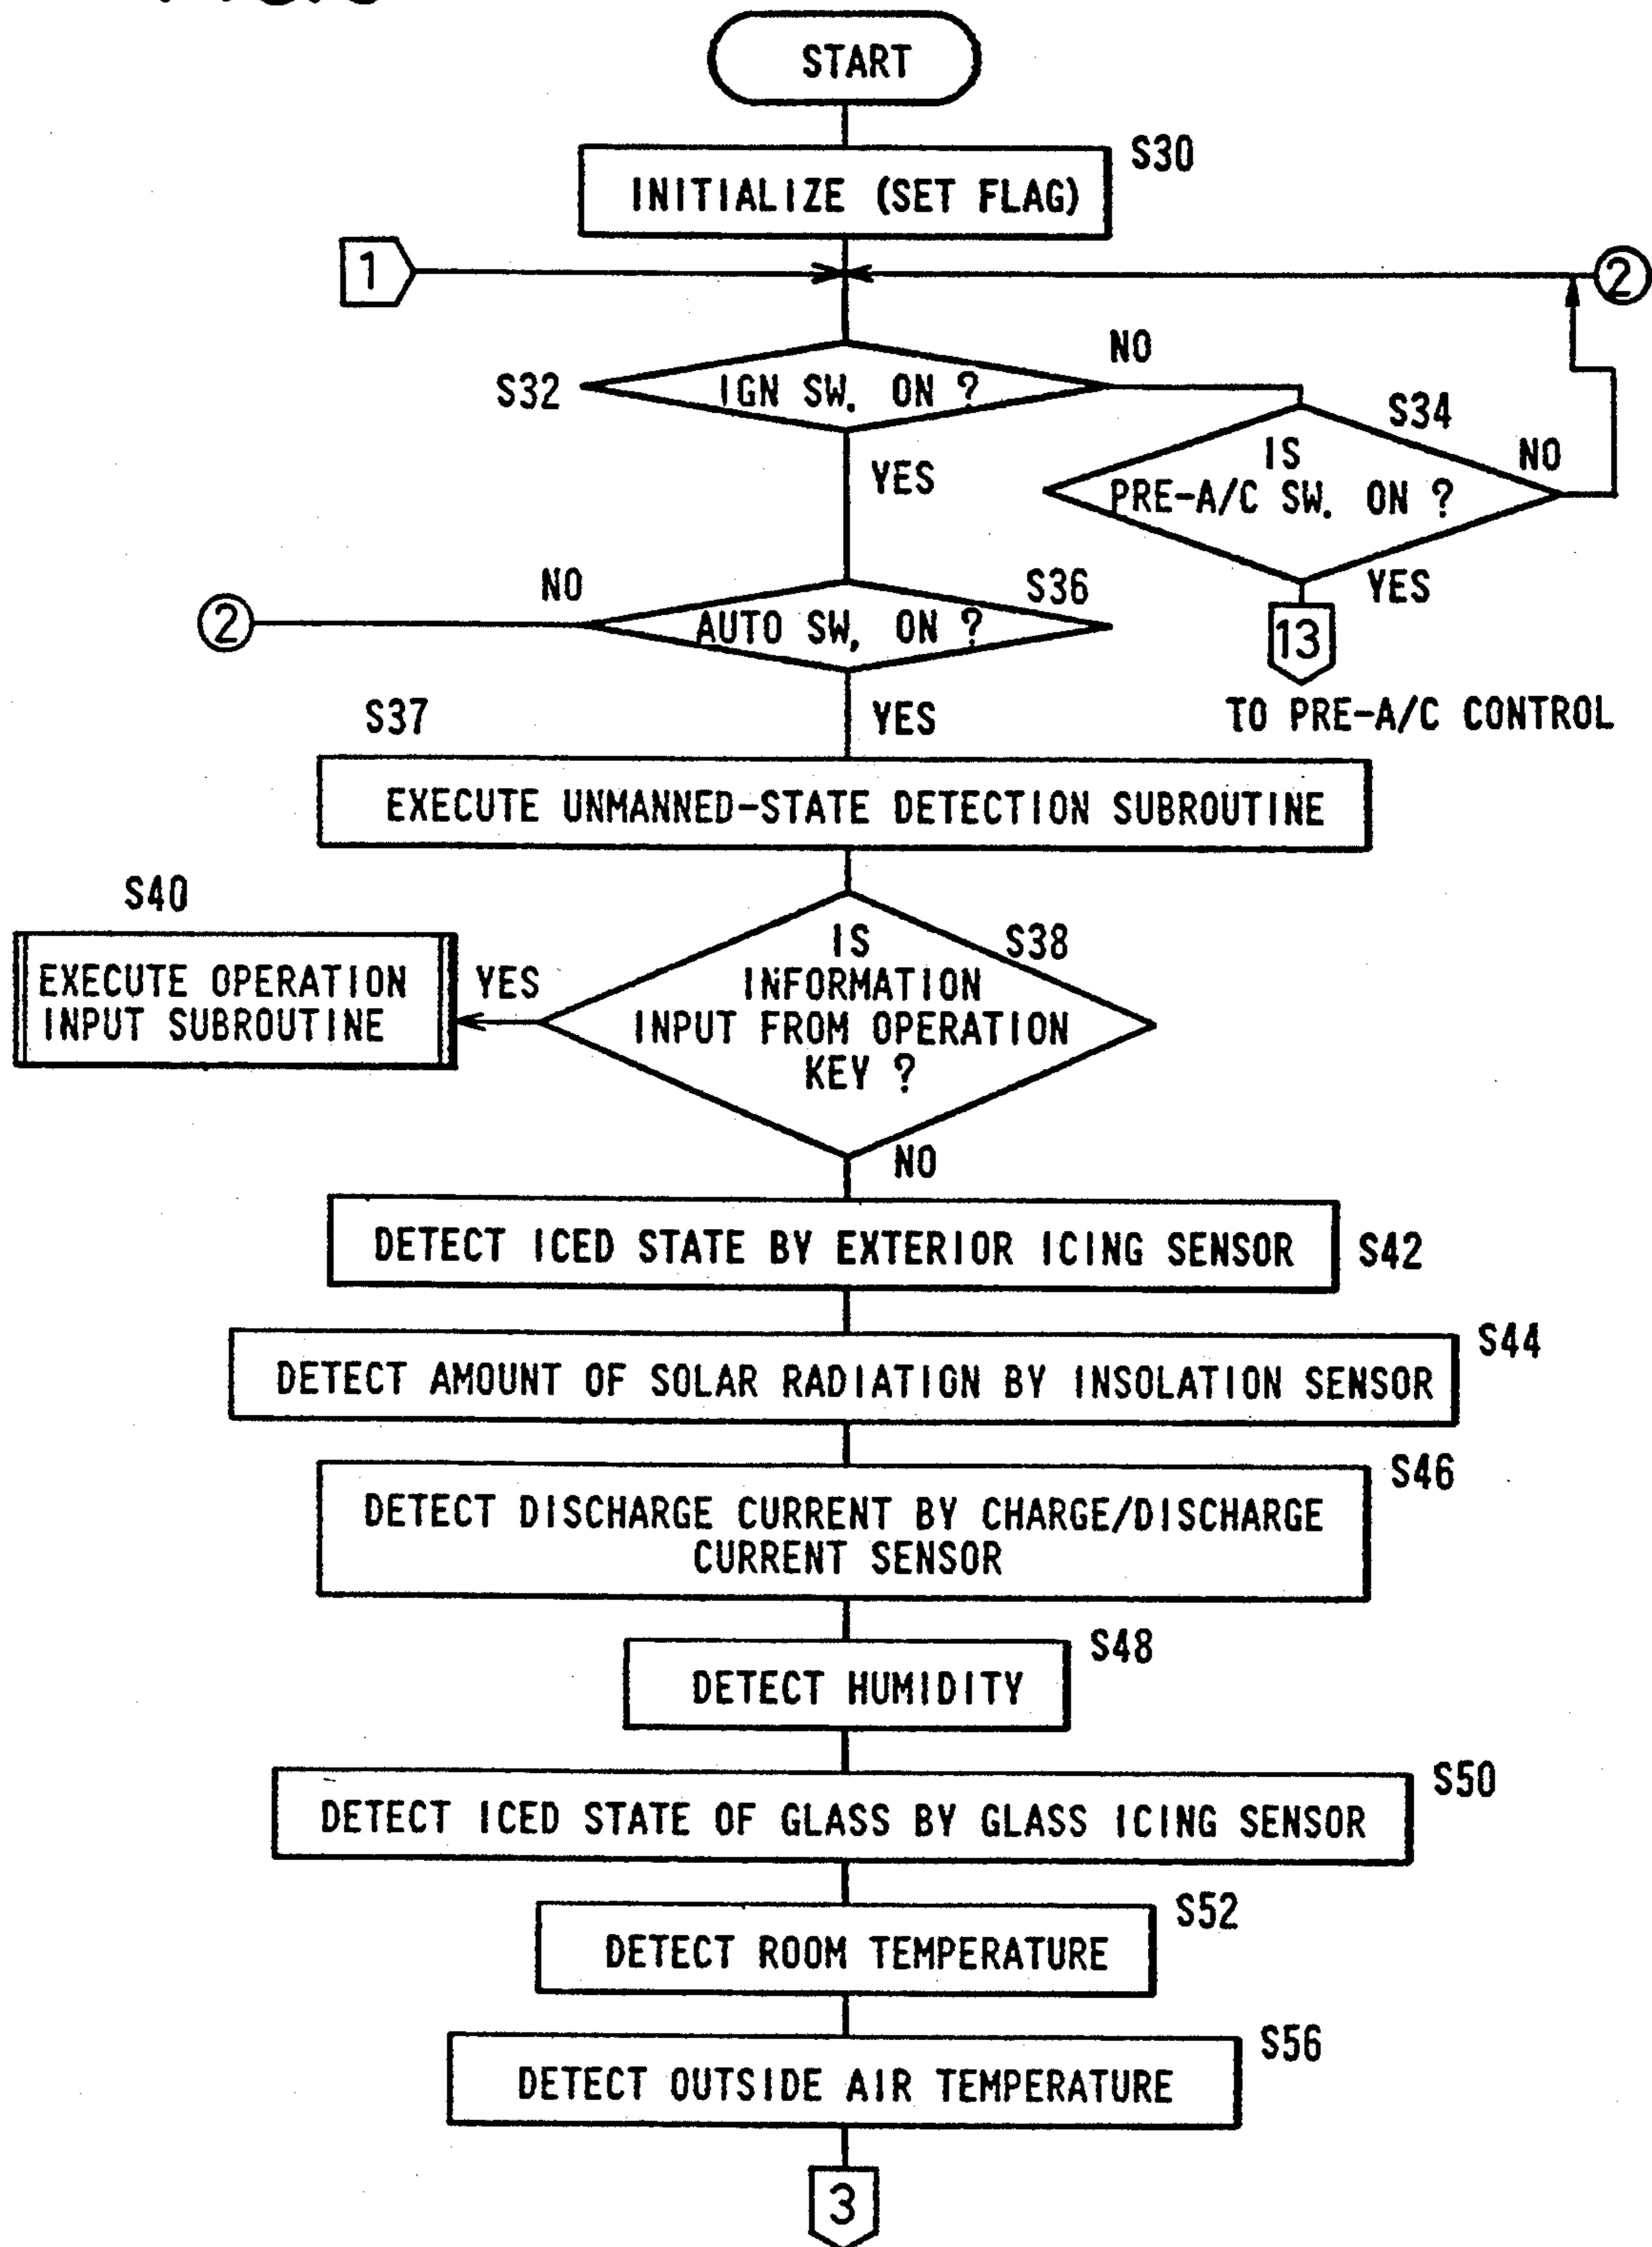 START
S30
INITIALIZE (SET FLAG)
1
2
NO
S32
IGN SW. ON ?
S34
IS
PRE-A/C SW. ON ?
NO
YES
YES
13
TO PRE-A/C CONTROL
NO
S36
2
AUTO SW, ON ?
S37
YES
EXECUTE UNMANNED-STATE DETECTION SUBROUTINE
S40
EXECUTE OPERATION
INPUT SUBROUTINE
YES
S38
IS
INFORMATION
INPUT FROM OPERATION
KEY ?
NO
DETECT ICED STATE BY EXTERIOR ICING SENSOR
S42
S44
DETECT AMOUNT OF SOLAR RADIATION BY INSOLATION SENSOR
S46
DETECT DISCHARGE CURRENT BY CHARGE/DISCHARGE
CURRENT SENSOR
S48
DETECT HUMIDITY
S50
DETECT ICED STATE OF GLASS BY GLASS ICING SENSOR
S52
DETECT ROOM TEMPERATURE
S56
DETECT OUTSIDE AIR TEMPERATURE
3